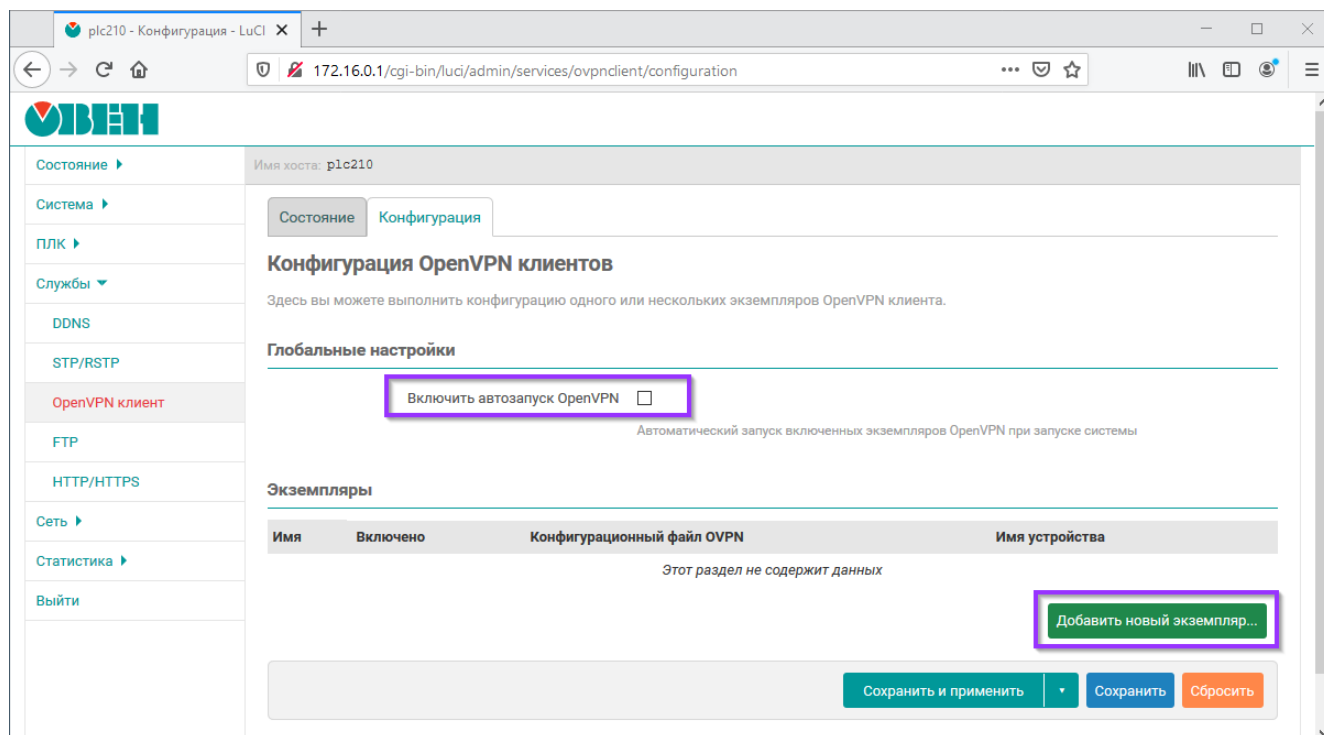 plc210 - Конфигурация - LuCI
172.16.0.1/cgi-bin/luci/admin/services/ovpnclient/configuration
ОВЕН
Имя хоста: plc210
Состояние
Система
ПЛК
Службы
DDNS
STP/RSTP
OpenVPN клиент
FTP
HTTP/HTTPS
Сеть
Статистика
Выйти
Состояние Конфигурация
Конфигурация OpenVPN клиентов
Здесь вы можете выполнить конфигурацию одного или нескольких экземпляров OpenVPN клиента.
Глобальные настройки
Включить автозапуск OpenVPN
Автоматический запуск включенных экземпляров OpenVPN при запуске системы
Экземпляры
Имя Включено Конфигурационный файл OVPN Имя устройства
Этот раздел не содержит данных
Добавить новый экземпляр...
Сохранить и применить Сохранить Сбросить